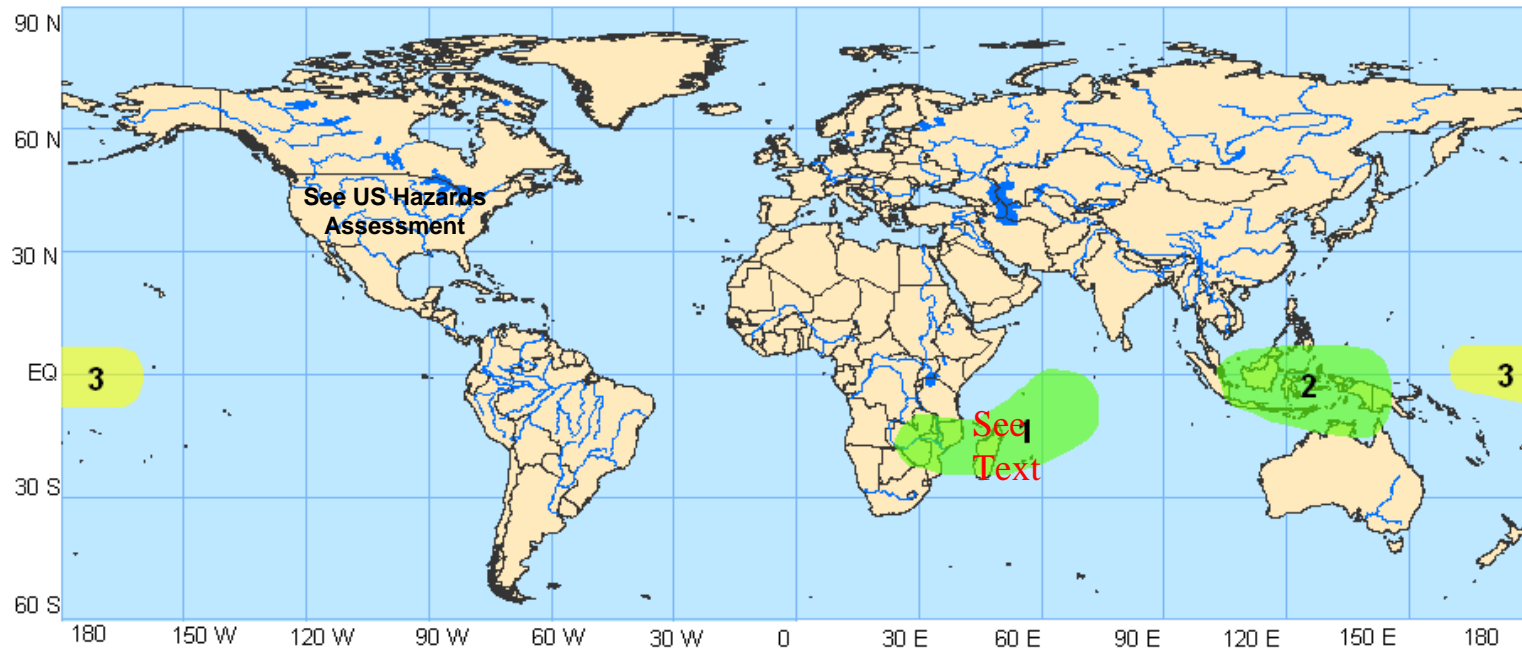 90 N
60 N
See US Hazards
Assessment
30 N
EQ
3
2
3
See 1
Text
30 S
60 S
180 150 W 120 W 90 W 60 W 30 W 0 30 E 60 E 90 E 120 E 150 E 180